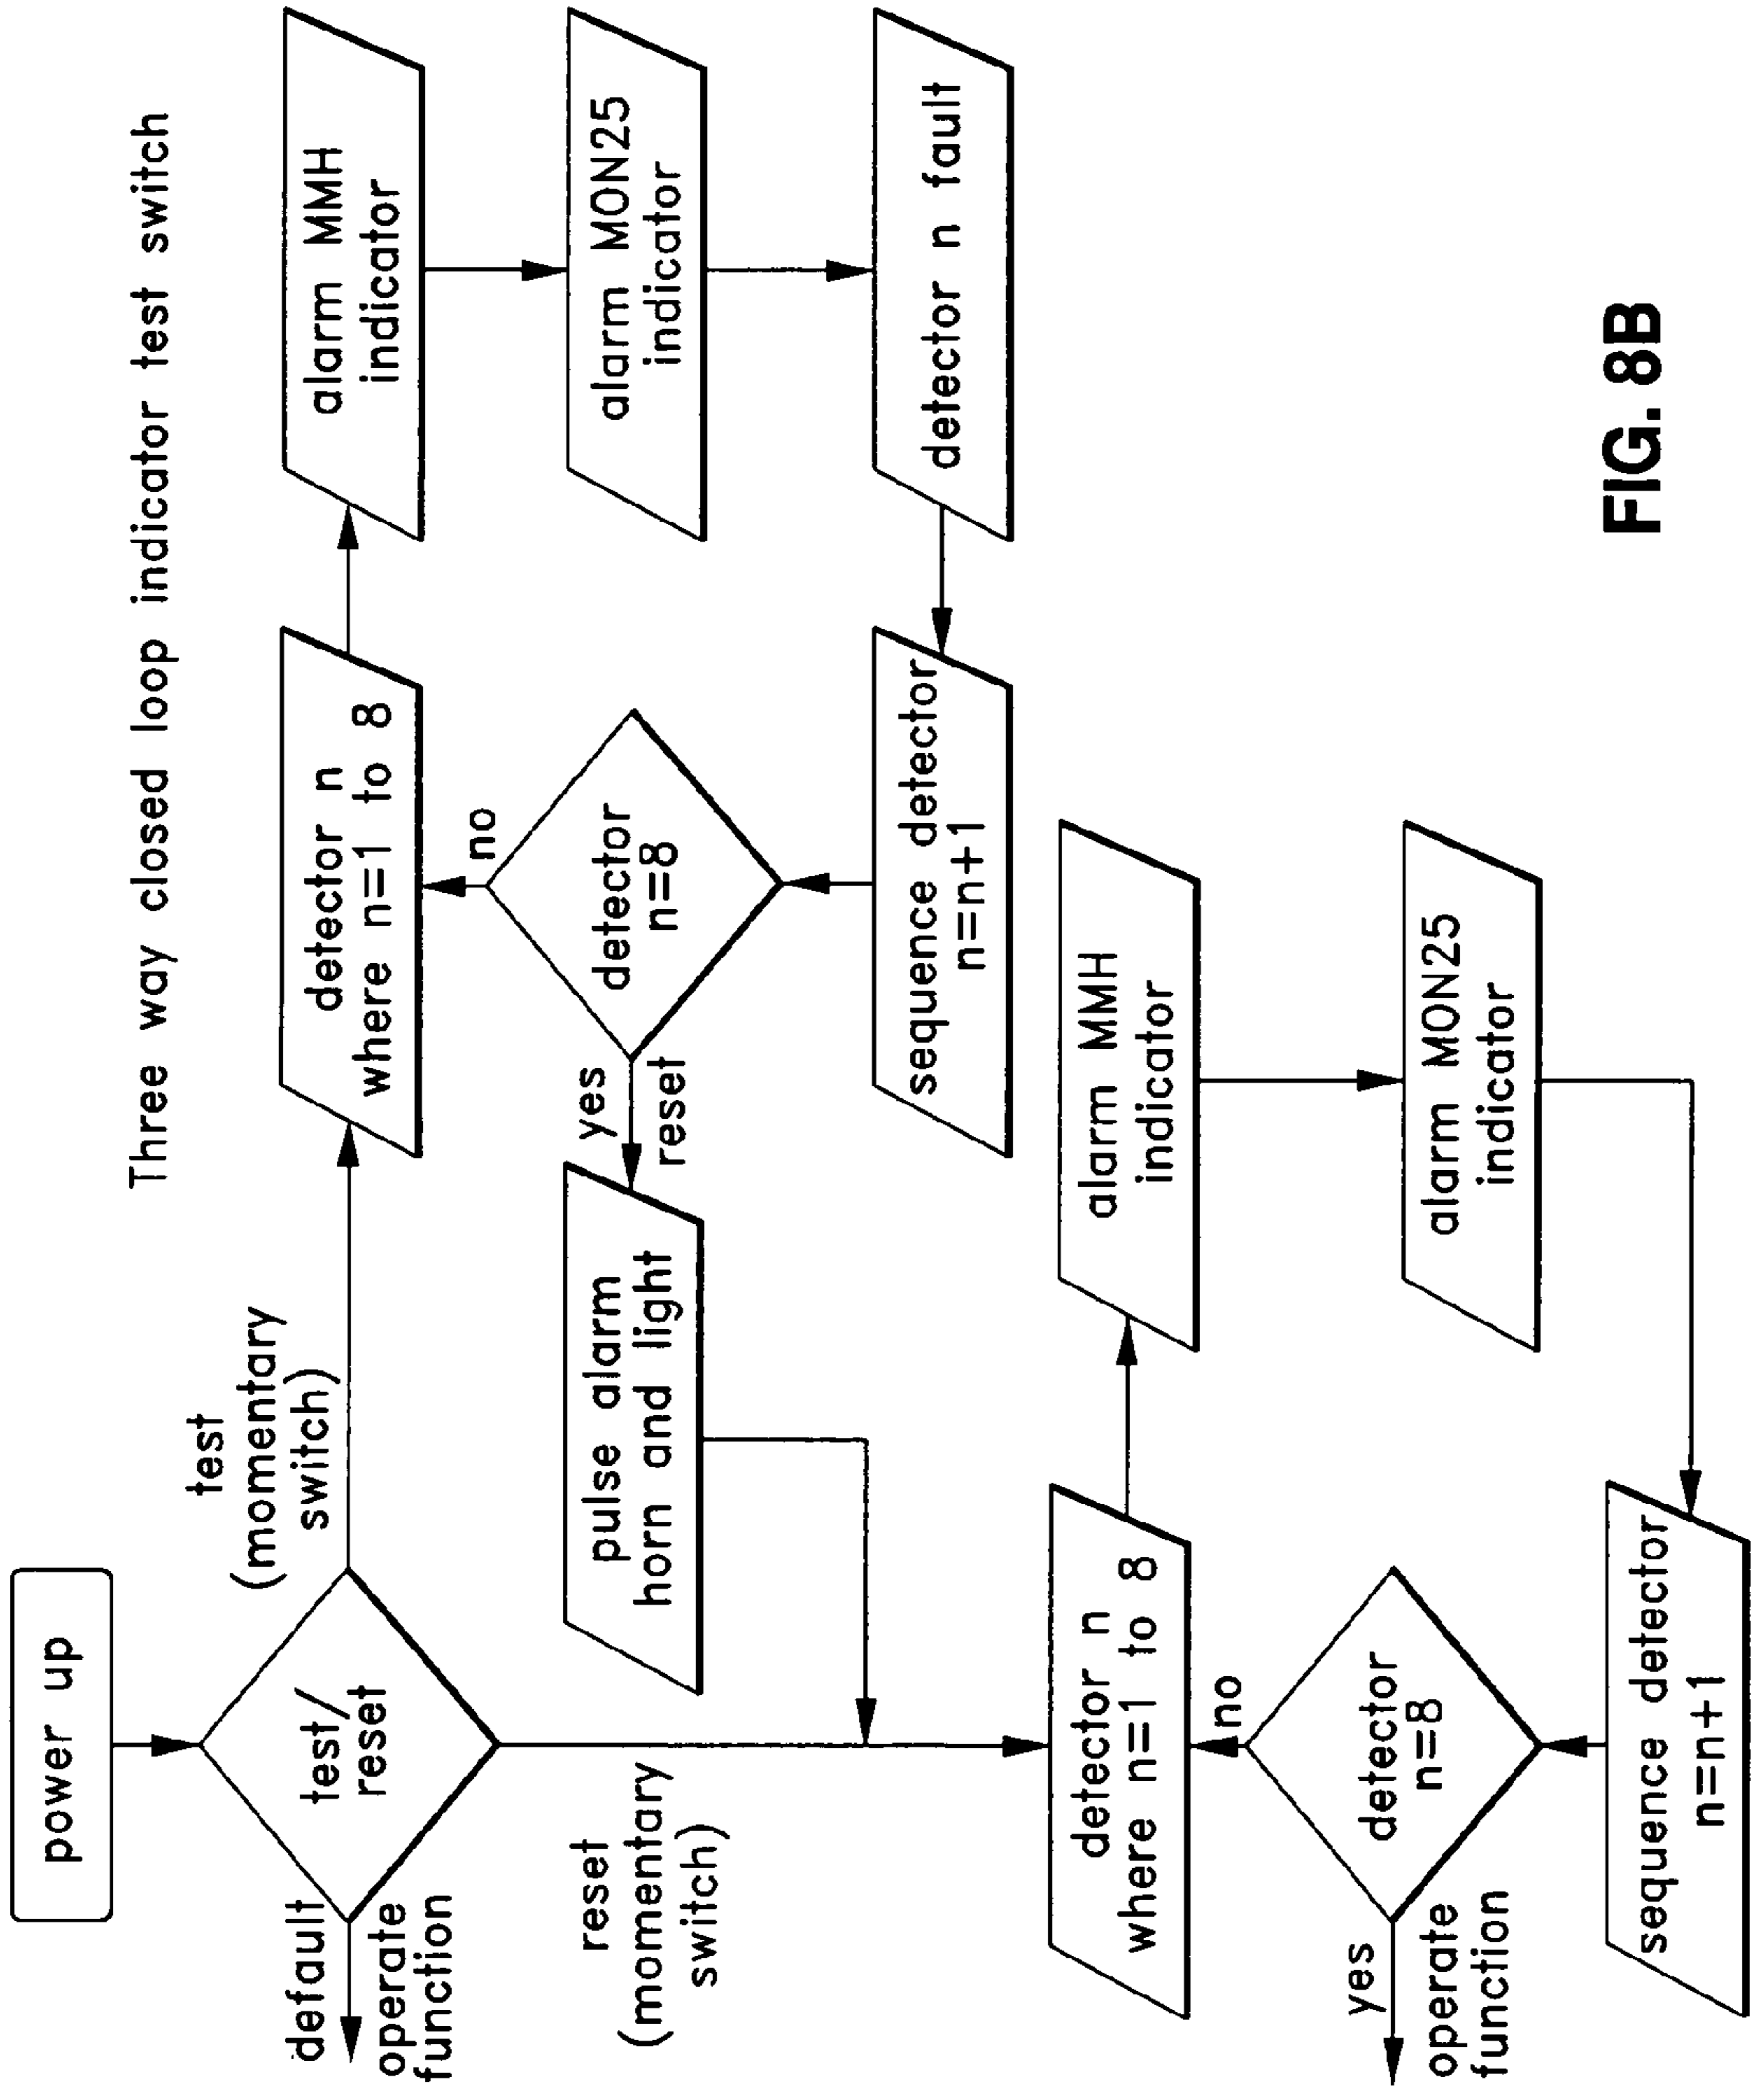 Three way closed loop indicator test switch
power up
test/
reset
default
operate
function
test
(momentary
switch)
reset
(momentary
switch)
detector n
where n=1 to 8
alarm MMH
indicator
alarm MON25
indicator
detector n fault
sequence detector
n=n+1
detector
n=8
no
yes
reset
pulse alarm
horn and light
detector n
where n=1 to 8
alarm MMH
indicator
alarm MON25
indicator
sequence detector
n=n+1
detector
n=8
no
yes
operate
function
FIG. 8B